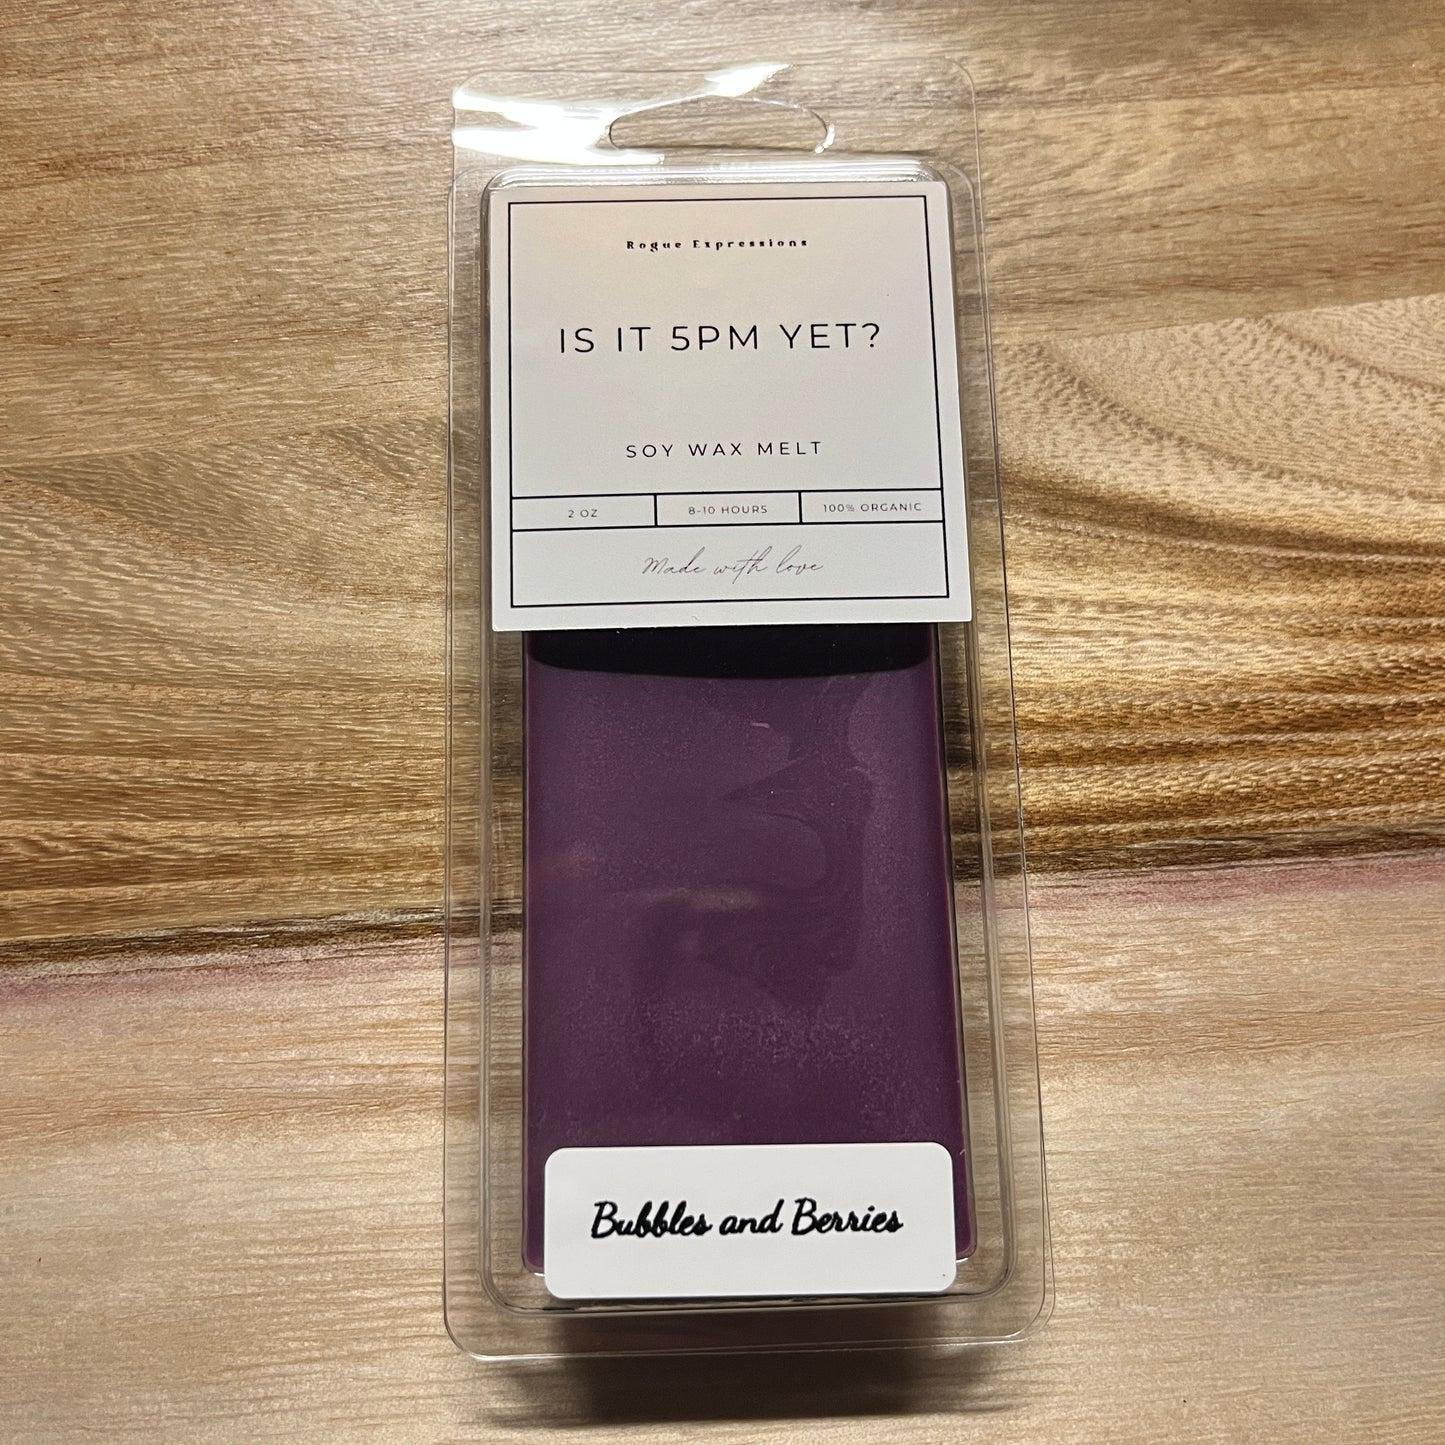 Rogue Expressions
IS IT 5PM YET?
SOY WAX MELT
2 OZ
8-10 HOURS
100% ORGANIC
Made with love
Bubbles and Berries